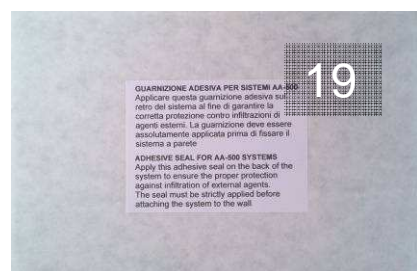 19
GUARNIZIONE ADESIVA PER SISTEMI AA-500
Applicare questa guarnizione adesiva sul
retro del sistema al fine di garantire la
corretta protezione contro infiltrazioni di
agenti esterni. La guarnizione deve essere
assolutamente applicata prima di fissare il
sistema a parete
ADHESIVE SEAL FOR AA-500 SYSTEMS
Apply this adhesive seal on the back of the
system to ensure the proper protection
against infiltration of external agents.
The seal must be strictly applied before
attaching the system to the wall